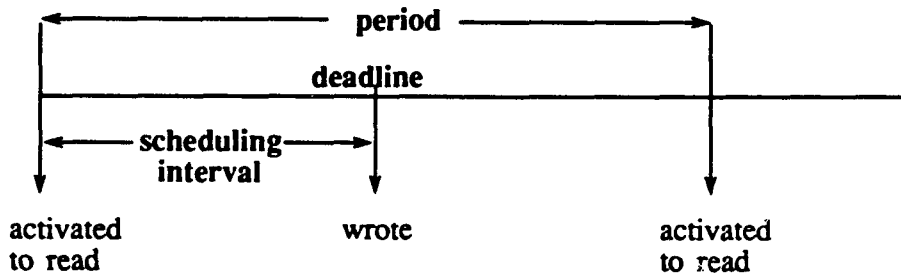 period
deadline
scheduling
interval
activated
to read
wrote
activated
to read